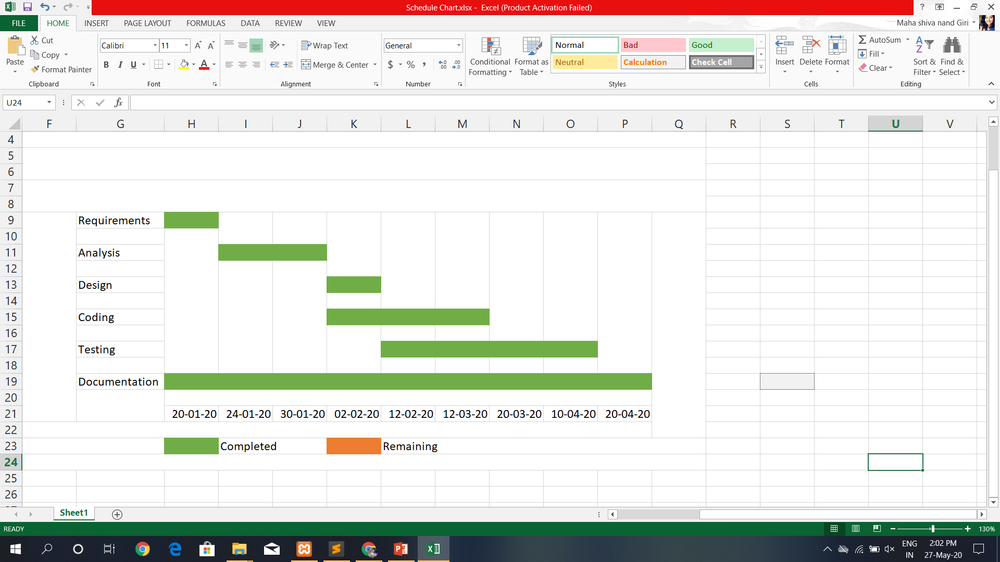 Schedule Chart.xlsx - Excel (Product Activation Failed)
?
FILE HOME INSERT PAGE LAYOUT FORMULAS DATA REVIEW VIEW Maha shiva nand Giri
Paste
Cut
Copy
Format Painter
Clipboard
Calibri 11
B I U A
Font
Wrap Text
Merge & Center
Alignment
General
$ % ,
Number
Conditional Formatting
Format as Table
Normal Bad Good
Neutral Calculation Check Cell
Styles
Insert Delete Format
Cells
AutoSum
Fill
Clear
Sort & Filter
Find & Select
Editing
U24 fx
F G H I J K L M N O P Q R S T U V
4
5
6
7
8
9 Requirements
10
11 Analysis
12
13 Design
14
15 Coding
16
17 Testing
18
19 Documentation
20
21 20-01-20 24-01-20 30-01-20 02-02-20 12-02-20 12-03-20 20-03-20 10-04-20 20-04-20
22
23 Completed Remaining
24
25
26
Sheet1
READY 130%
ENG IN
2:02 PM
27-May-20